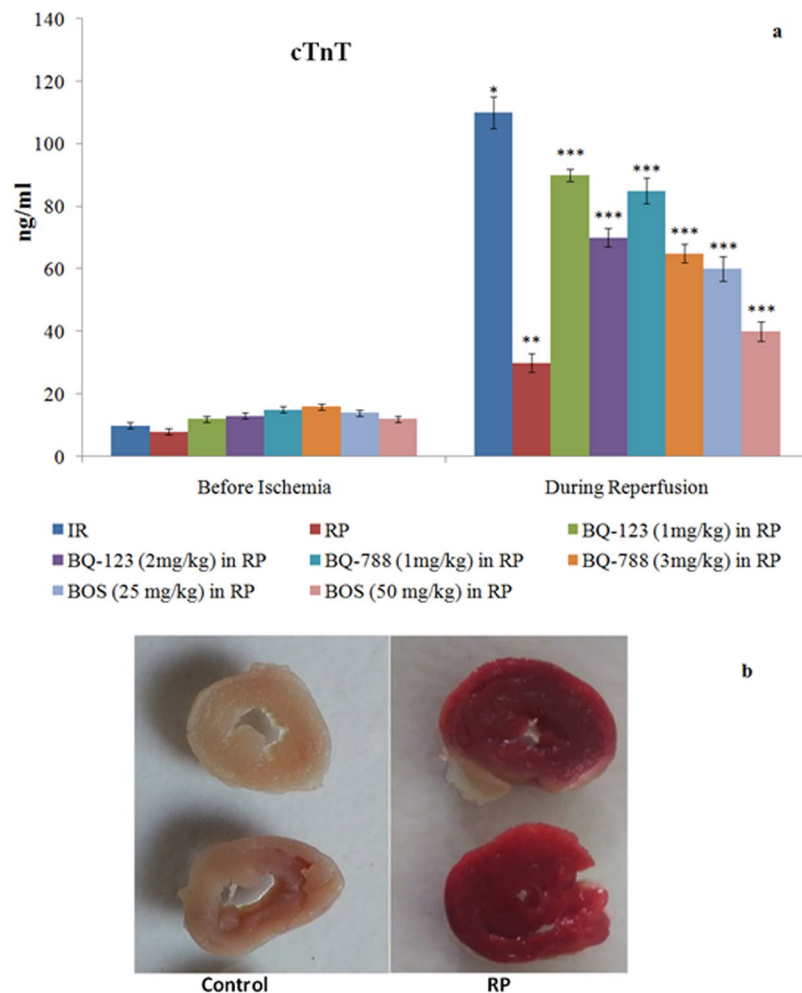 140
a
cTnT
120
*
100
***
***
80
***
***
***
60
***
40
**
20
0
ng/ml
Before Ischemia During Reperfusion
IR RP BQ-123 (1mg/kg) in RP
BQ-123 (2mg/kg) in RP BQ-788 (1mg/kg) in RP BQ-788 (3mg/kg) in RP
BOS (25 mg/kg) in RP BOS (50 mg/kg) in RP
b
Control RP